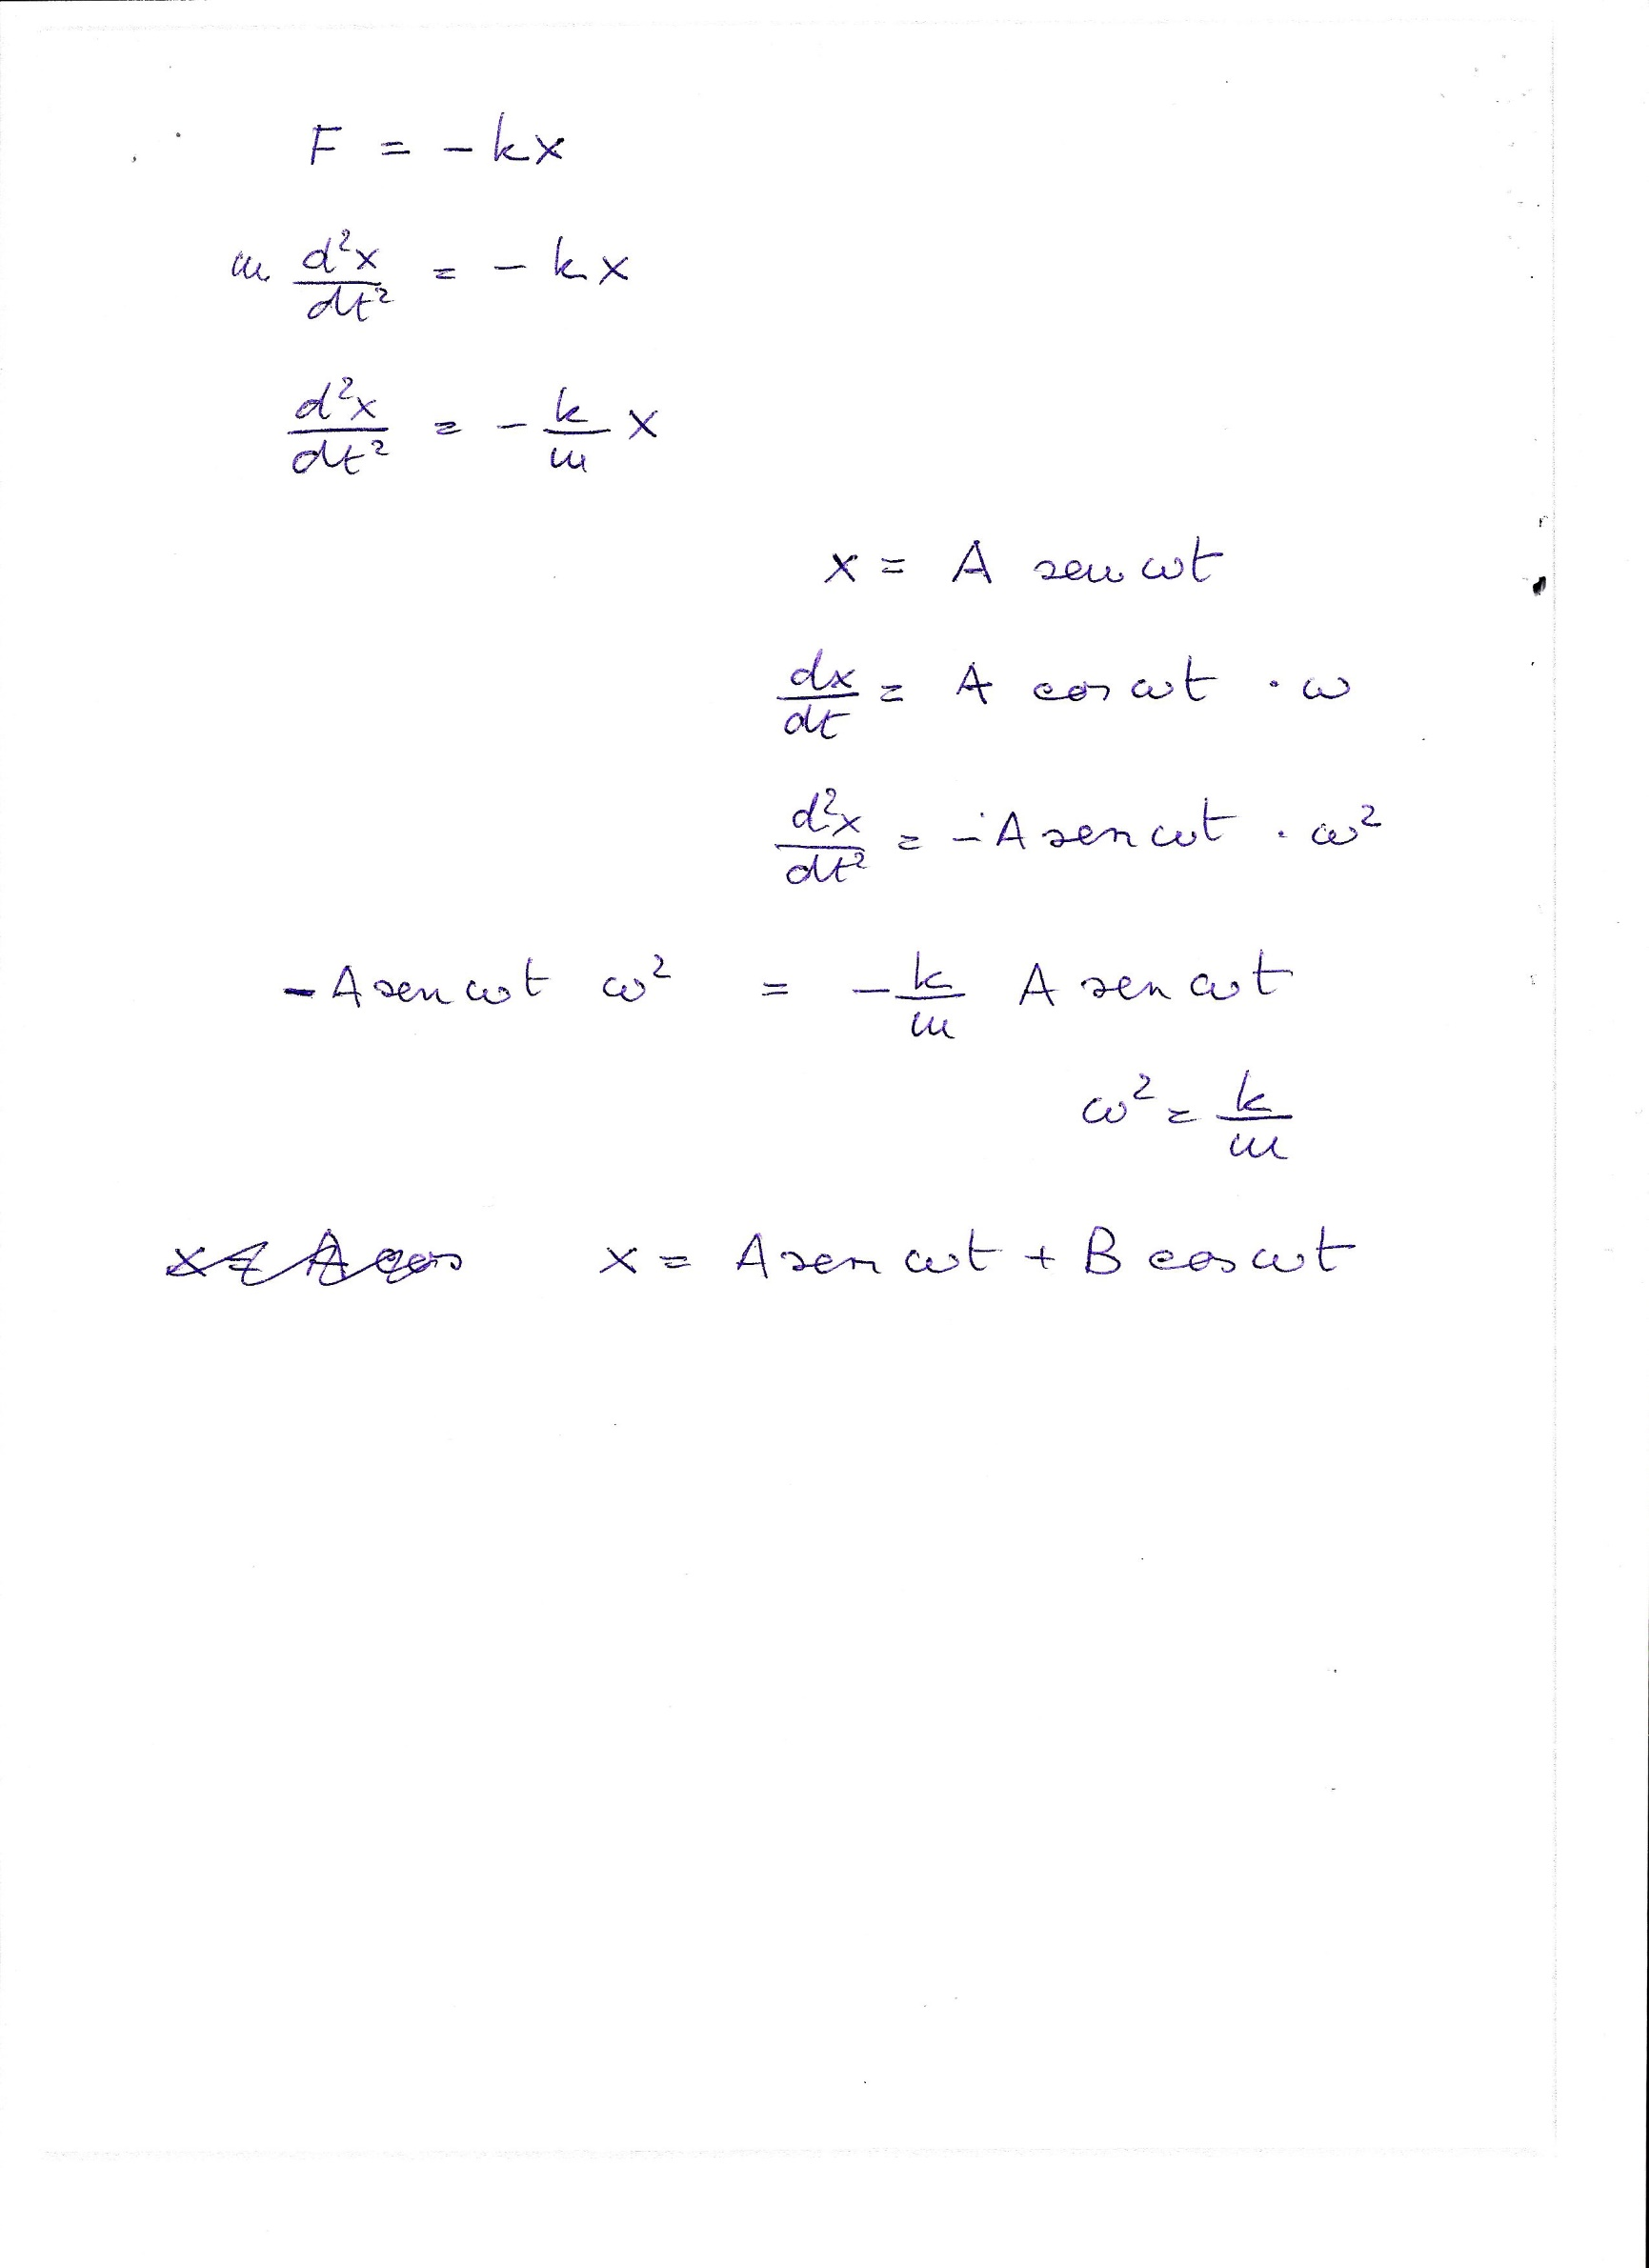 F = - kx
m d²x/dt² = - kx
d²x/dt² = - k/m x
x = A sen ωt
dx/dt = A cos ωt · ω
d²x/dt² = - A sen ωt · ω²
- A sen ωt ω² = - k/m A sen ωt
ω² = k/m
x = A cos x = A sen ωt + B cos ωt